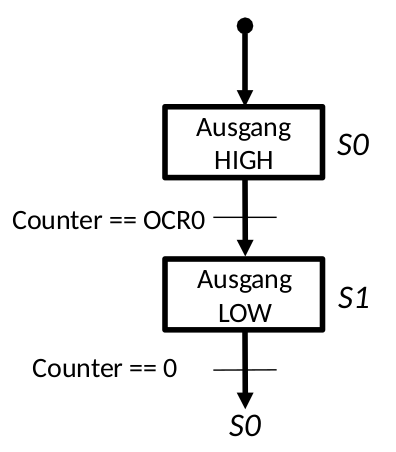 Ausgang
HIGH
S0
Counter == OCR0
Ausgang
LOW
S1
Counter == 0
S0